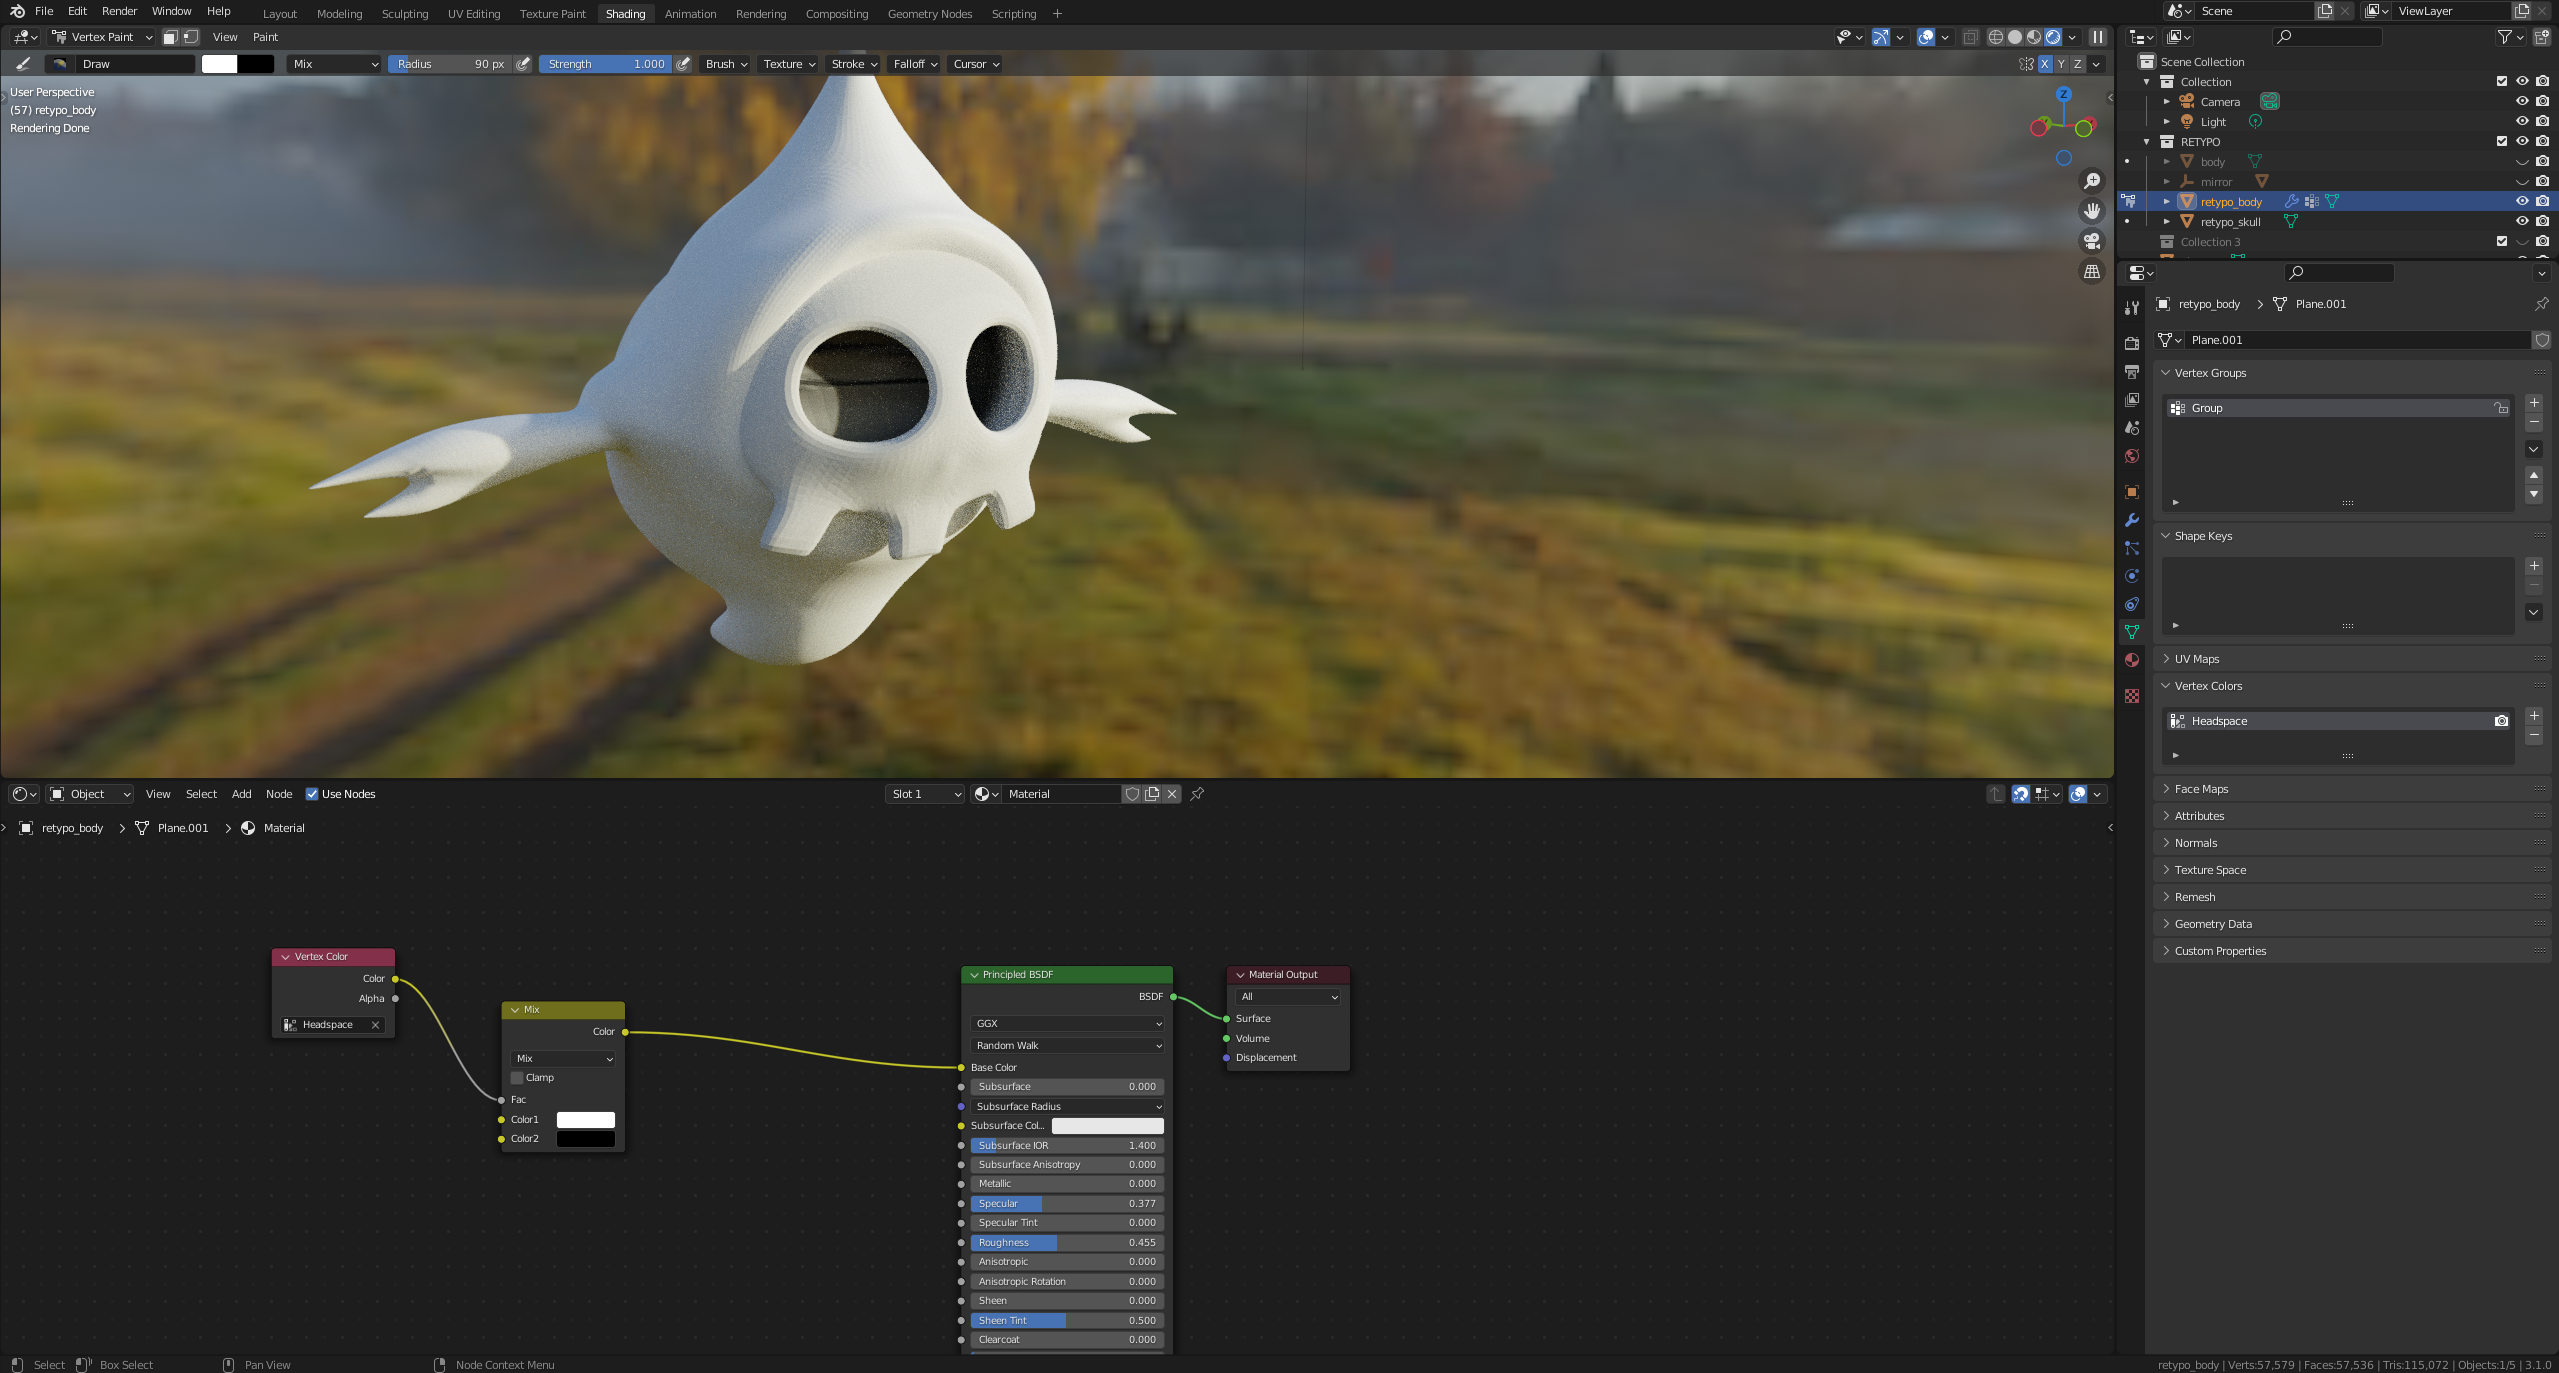 File Edit Render Window Help Layout Modeling Sculpting UV Editing Texture Paint Shading Animation Rendering Compositing Geometry Nodes Scripting + Scene ViewLayer
Vertex Paint View Paint
Draw Mix Radius 90 px Strength 1.000 Brush Texture Stroke Falloff Cursor X Y Z
User Perspective
(57) retypo_body
Rendering Done
Z
Scene Collection
Collection
Camera
Light
RETYPO
body
mirror
retypo_body
retypo_skull
Collection 3
retypo_body > Plane.001
Plane.001
Vertex Groups
Group
Shape Keys
UV Maps
Vertex Colors
Headspace
Face Maps
Attributes
Normals
Texture Space
Remesh
Geometry Data
Custom Properties
Object View Select Add Node Use Nodes Slot 1 Material
retypo_body > Plane.001 > Material
Vertex Color
Color
Alpha
Headspace
Mix
Color
Mix
Clamp
Fac
Color1
Color2
Principled BSDF
BSDF
GGX
Random Walk
Base Color
Subsurface 0.000
Subsurface Radius
Subsurface Col...
Subsurface IOR 1.400
Subsurface Anisotropy 0.000
Metallic 0.000
Specular 0.377
Specular Tint 0.000
Roughness 0.455
Anisotropic 0.000
Anisotropic Rotation 0.000
Sheen 0.000
Sheen Tint 0.500
Clearcoat 0.000
Material Output
All
Surface
Volume
Displacement
Select Box Select Pan View Node Context Menu retypo_body | Verts:57,579 | Faces:57,536 | Tris:115,072 | Objects:1/5 | 3.1.0